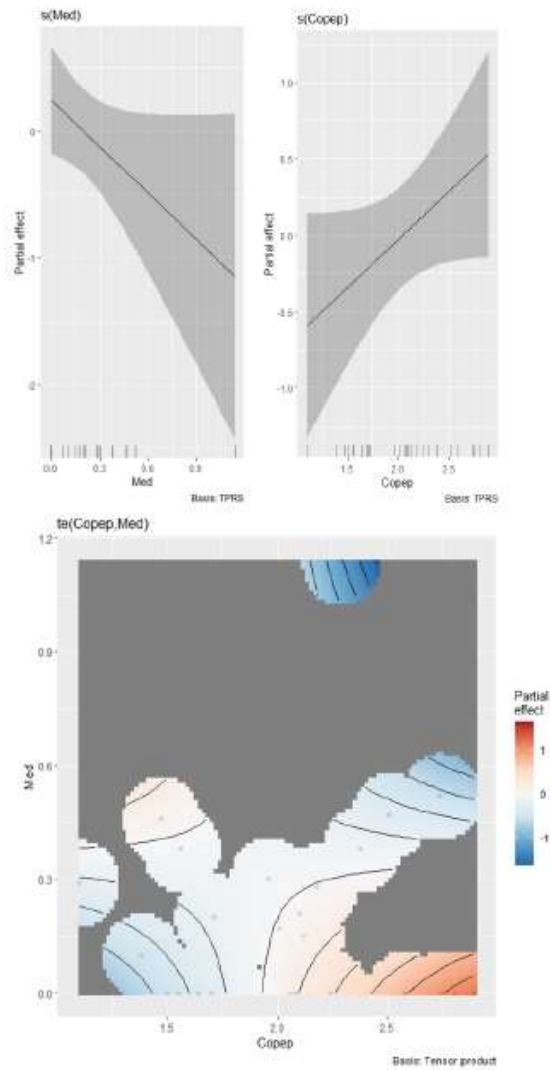 s(Med)
s(Copep)
Partial effect
0
-1
-2
0.0
0.3
0.6
0.9
Med
Basis: TPRS
Partial effect
1.0
0.5
0.0
-0.5
-1.0
1.5
2.0
2.5
Copep
Basis: TPRS
te(Copep,Med)
Med
1.2
0.9
0.6
0.3
0.0
1.5
2.0
2.5
Copep
Partial
effect
1
0
-1
Basis: Tensor product